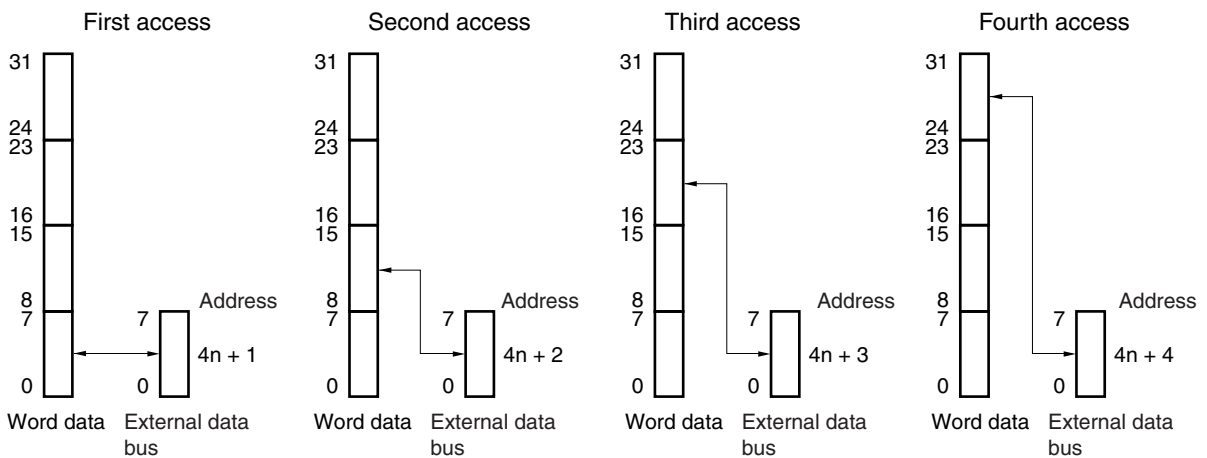 First access
31
24
23
16
15
8
7
0
7
0
Address
4n + 1
Word data
External data
bus
Second access
31
24
23
16
15
8
7
0
7
0
Address
4n + 2
Word data
External data
bus
Third access
31
24
23
16
15
8
7
0
7
0
Address
4n + 3
Word data
External data
bus
Fourth access
31
24
23
16
15
8
7
0
7
0
Address
4n + 4
Word data
External data
bus